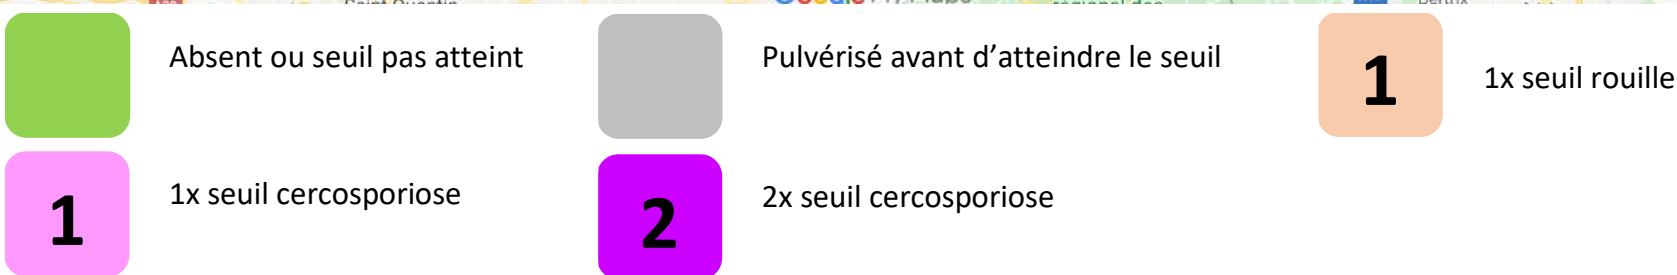 Absent ou seuil pas atteint
Pulvérisé avant d’atteindre le seuil
1
1x seuil rouille
1
1x seuil cercosporiose
2
2x seuil cercosporiose